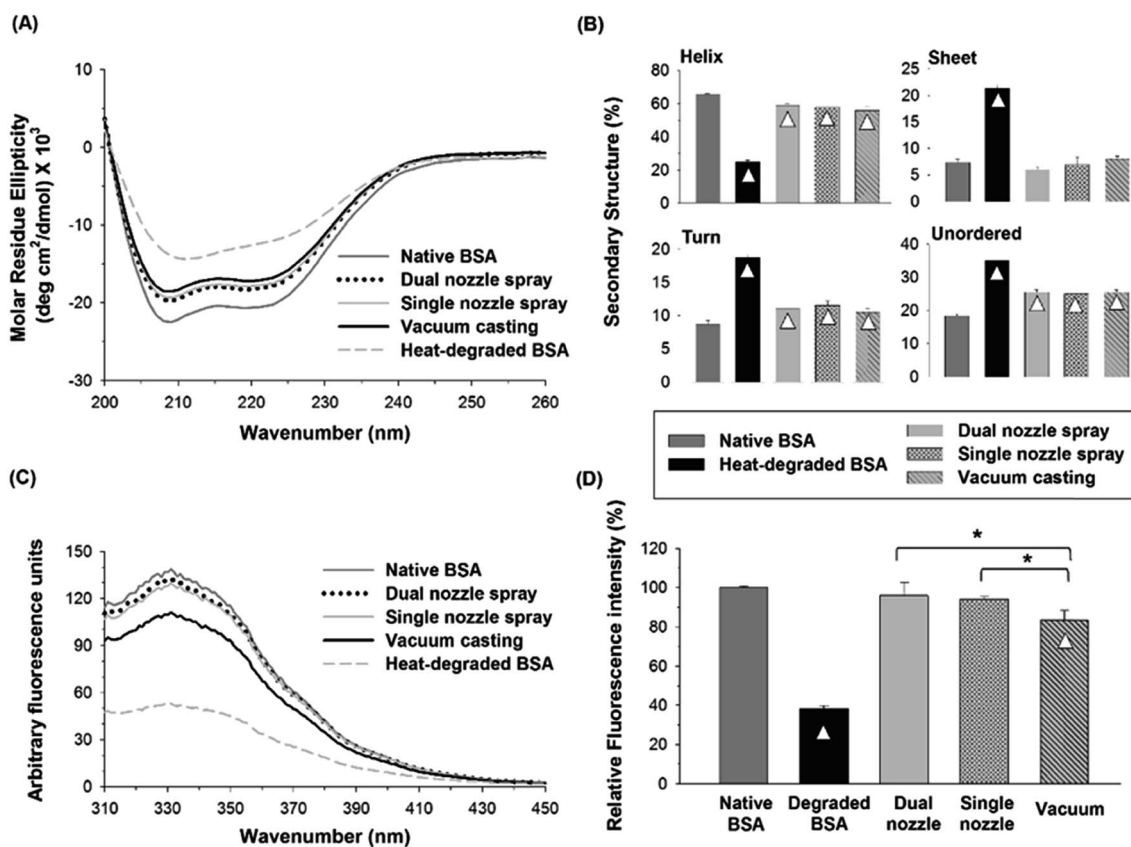 (A)
Molar Residue Ellipticity
(deg cm²/dmol) X 10³
10
0
-10
-20
-30
200 210 220 230 240 250 260
Wavenumber (nm)
Native BSA
Dual nozzle spray
Single nozzle spray
Vacuum casting
Heat-degraded BSA
(B)
Secondary Structure (%)
Helix
80
60
40
20
0
Sheet
25
20
15
10
5
0
Turn
20
15
10
5
0
Unordered
40
30
20
10
0
Native BSA
Heat-degraded BSA
Dual nozzle spray
Single nozzle spray
Vacuum casting
(C)
Arbitrary fluorescence units
150
120
90
60
30
0
310 330 350 370 390 410 430 450
Wavenumber (nm)
Native BSA
Dual nozzle spray
Single nozzle spray
Vacuum casting
Heat-degraded BSA
(D)
Relative Fluorescence intensity (%)
120
100
80
60
40
20
0
*
*
Native
BSA
Degraded
BSA
Dual
nozzle
Single
nozzle
Vacuum